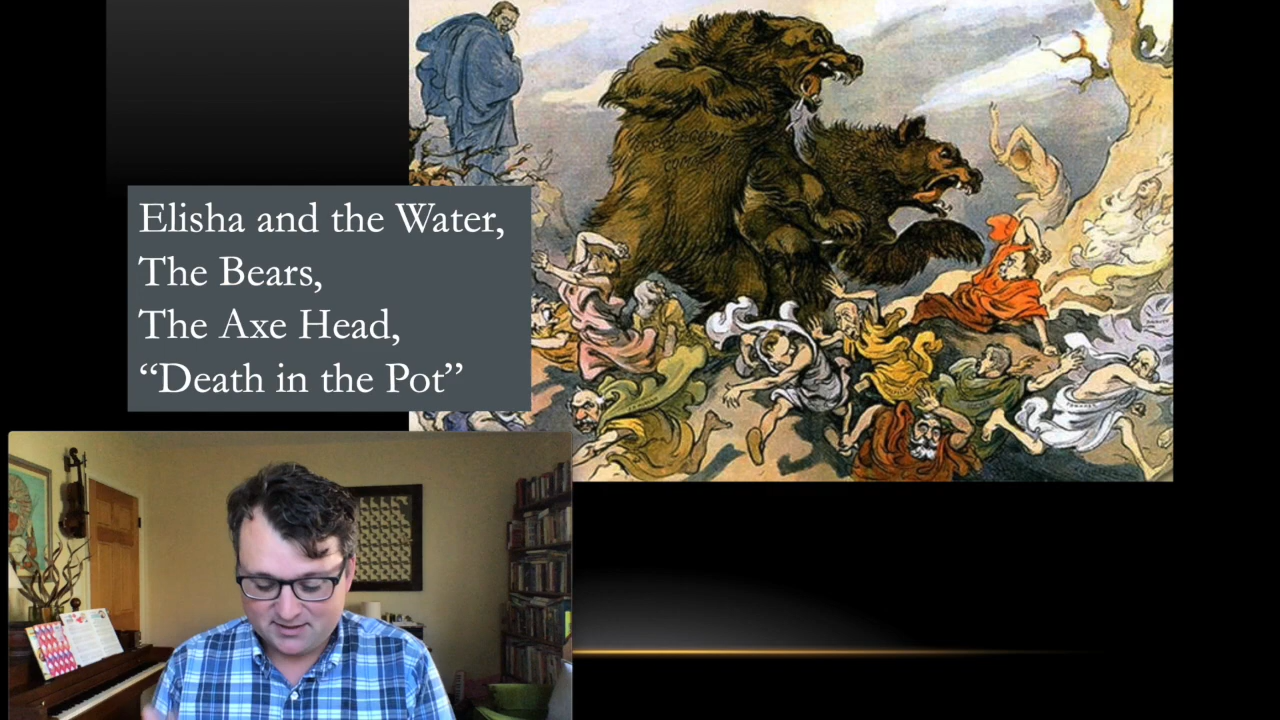 Elisha and the Water,
The Bears,
The Axe Head,
“Death in the Pot”